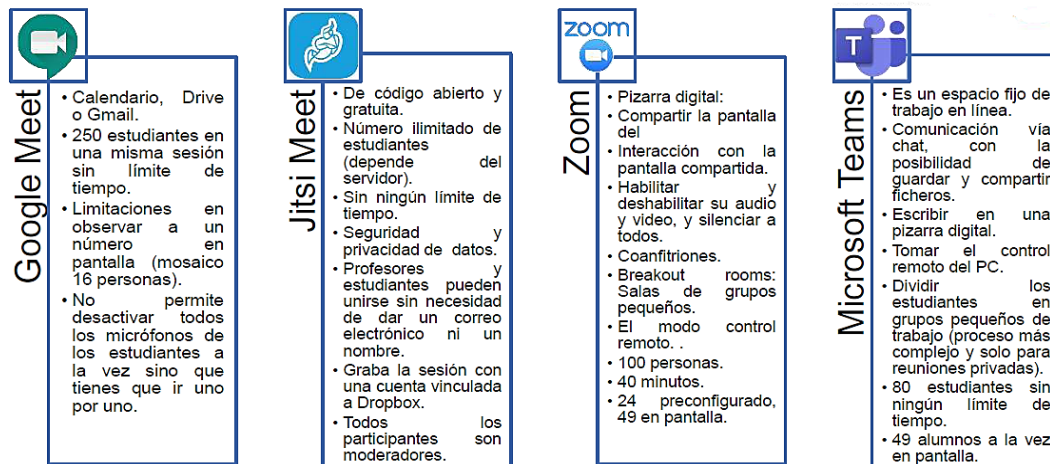 Google Meet
• Calendario, Drive
o Gmail.
• 250 estudiantes en
una misma sesión
sin límite de
tiempo.
• Limitaciones en
observar a un
número en
pantalla (mosaico
16 personas).
• No permite
desactivar todos
los micrófonos de
los estudiantes a
la vez sino que
tienes que ir uno
por uno.
Jitsi Meet
• De código abierto y
gratuita.
• Número ilimitado de
estudiantes
(depende del
servidor).
• Sin ningún límite de
tiempo.
• Seguridad y
privacidad de datos.
• Profesores y
estudiantes pueden
unirse sin necesidad
de dar un correo
electrónico ni un
nombre.
• Graba la sesión con
una cuenta vinculada
a Dropbox.
• Todos los
participantes son
moderadores.
zoom
Zoom
• Pizarra digital:
• Compartir la pantalla
del
• Interacción con la
pantalla compartida.
• Habilitar y
deshabilitar su audio
y video, y silenciar a
todos.
• Coanfitriones.
• Breakout rooms:
Salas de grupos
pequeños.
• El modo control
remoto. .
• 100 personas.
• 40 minutos.
• 24 preconfigurado,
49 en pantalla.
T
Microsoft Teams
• Es un espacio fijo de
trabajo en línea.
• Comunicación vía
chat, con la
posibilidad de
guardar y compartir
ficheros.
• Escribir en una
pizarra digital.
• Tomar el control
remoto del PC.
• Dividir los
estudiantes en
grupos pequeños de
trabajo (proceso más
complejo y solo para
reuniones privadas).
• 80 estudiantes sin
ningún límite de
tiempo.
• 49 alumnos a la vez
en pantalla.